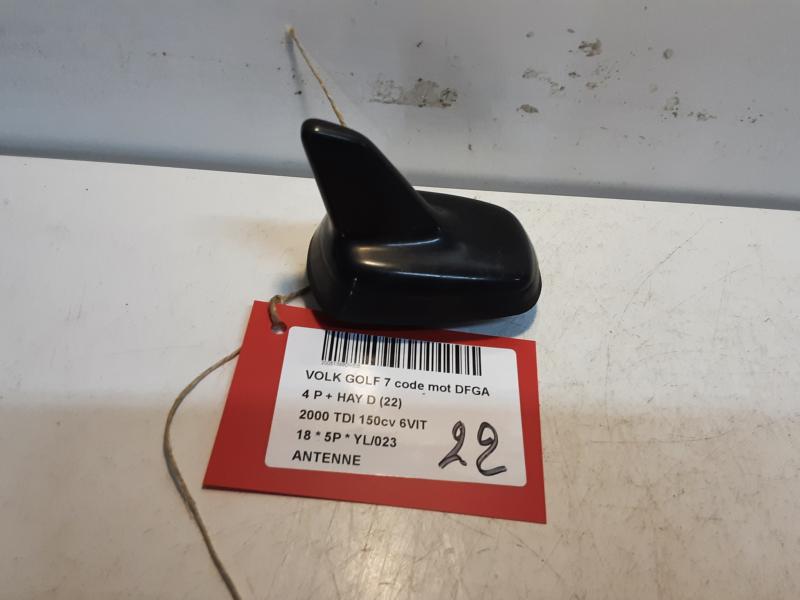 VOLK GOLF 7 code mot DFGA
4 P + HAY D (22)
2000 TDI 150cv 6VIT
18 * 5P * YL/023
ANTENNE
22